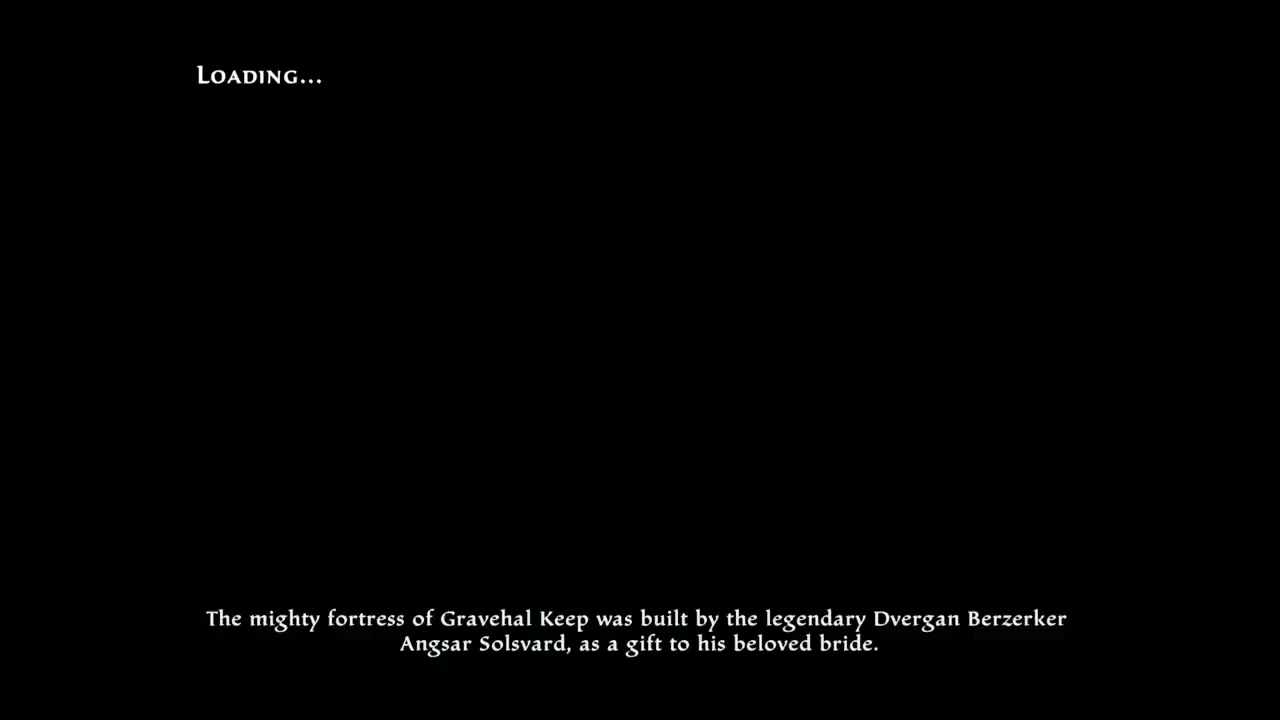 Loading...
The mighty fortress of Gravehal Keep was built by the legendary Dvergan Berzerker
Angsar Solsvard, as a gift to his beloved bride.